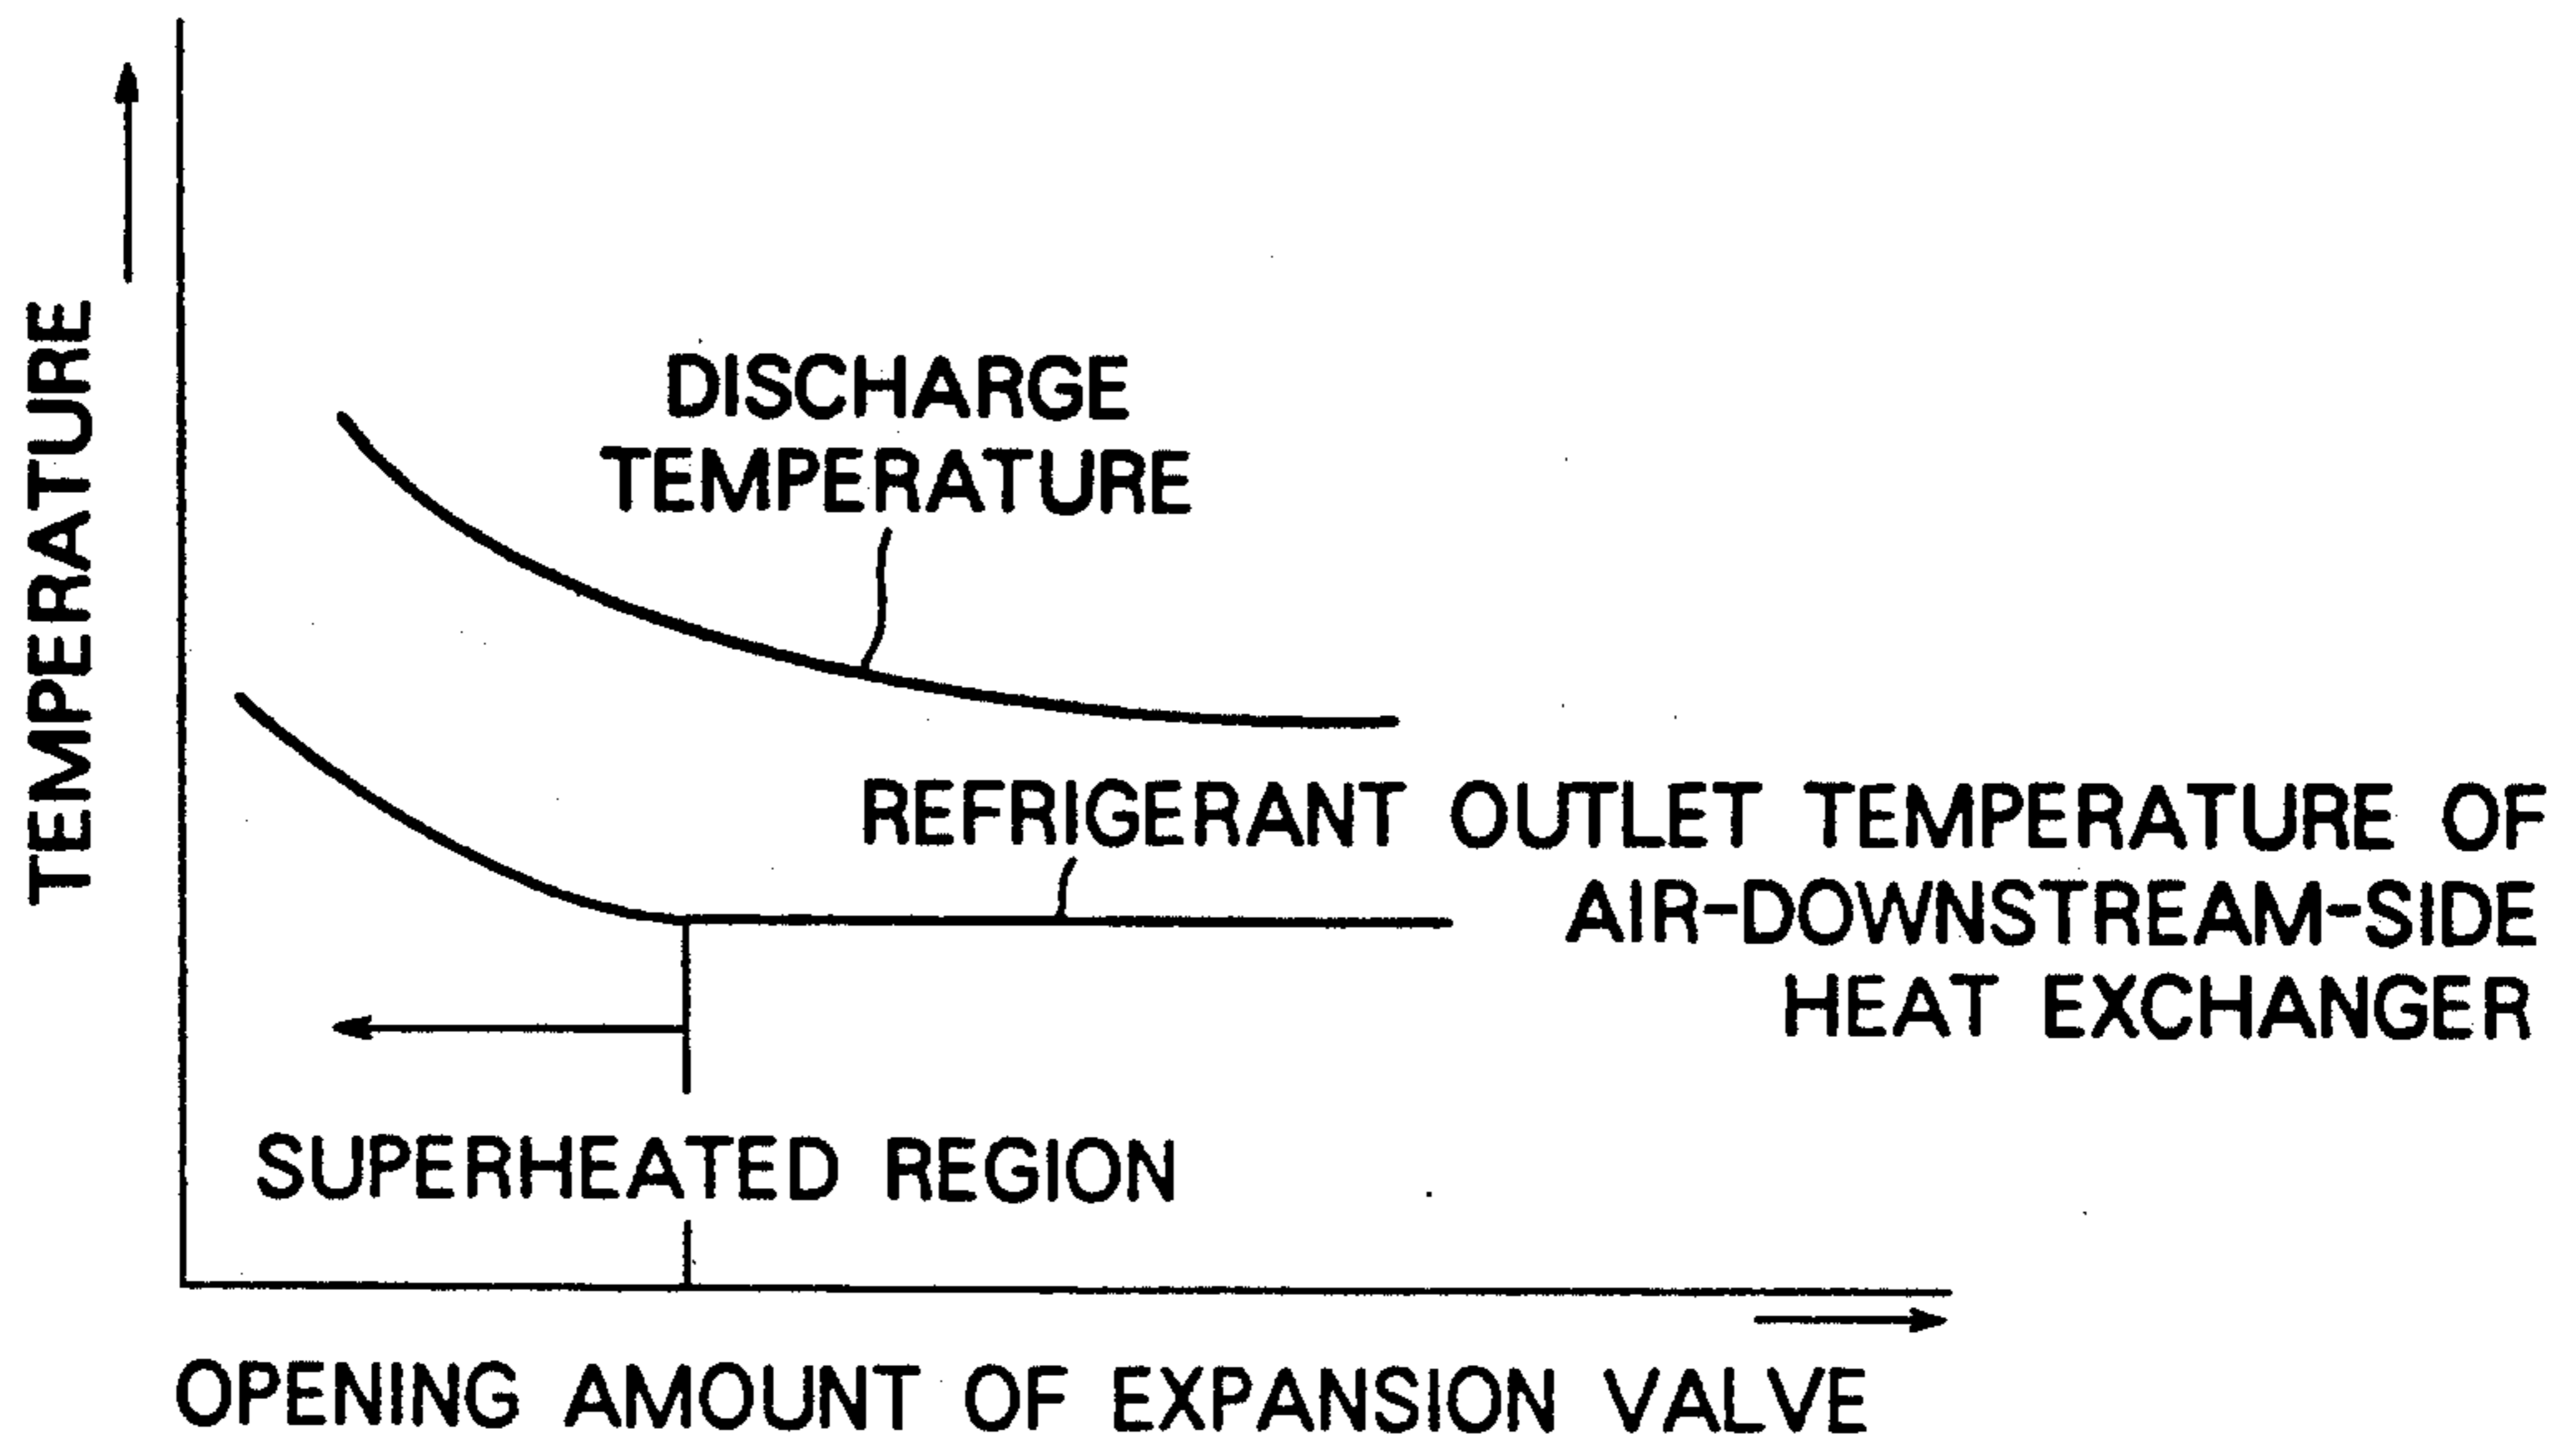 TEMPERATURE
DISCHARGE
TEMPERATURE
REFRIGERANT OUTLET TEMPERATURE OF
AIR-DOWNSTREAM-SIDE
HEAT EXCHANGER
SUPERHEATED REGION
OPENING AMOUNT OF EXPANSION VALVE